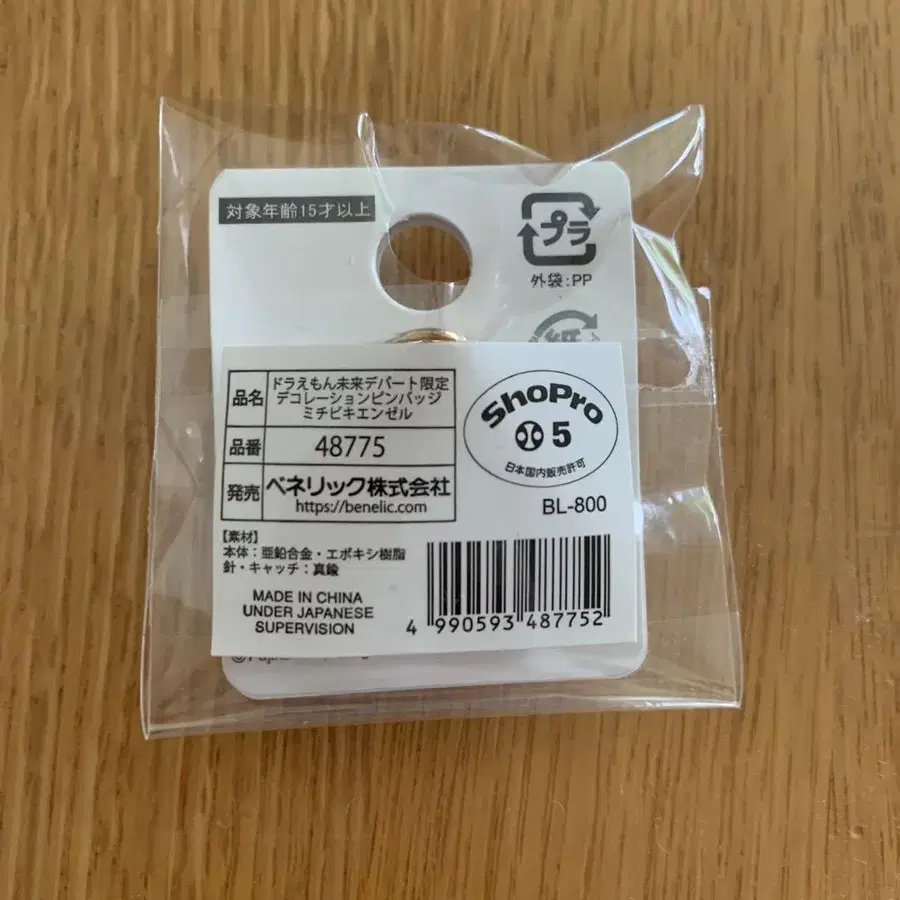 対象年齢15才以上
プラ
外袋:PP
紙
品名
ドラえもん未来デパート限定
デコレーションピンバッジ
ミチビキエンゼル
品番
48775
発売
ベネリック株式会社
https://benelic.com
ShoPro
5
日本国内販売許可
BL-800
【素材】
本体:亜鉛合金・エポキシ樹脂
針・キャッチ:真鍮
MADE IN CHINA
UNDER JAPANESE
SUPERVISION
4 990593 487752